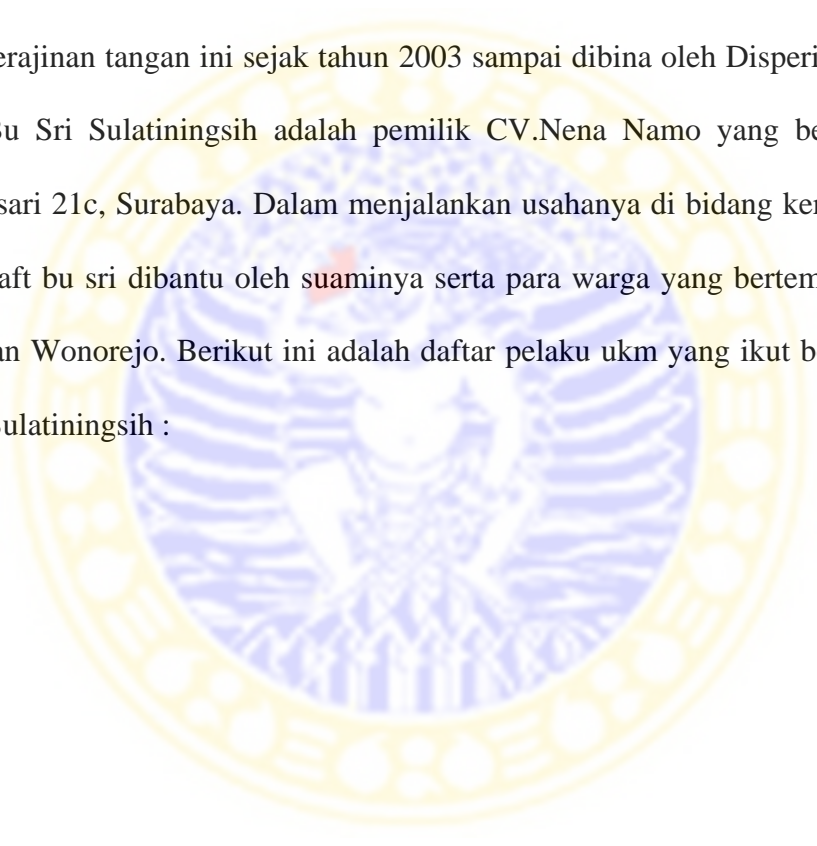 erajinan tangan ini sejak tahun 2003 sampai dibina oleh Disperi
Bu Sri Sulatiningsih adalah pemilik CV.Nena Namo yang be
sari 21c, Surabaya. Dalam menjalankan usahanya di bidang ker
aft bu sri dibantu oleh suaminya serta para warga yang bertem
an Wonorejo. Berikut ini adalah daftar pelaku ukm yang ikut b
Sulatiningsih :